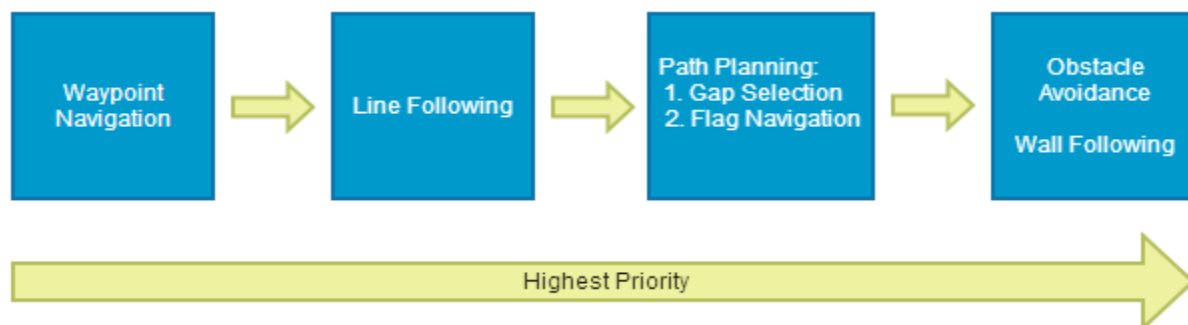 Waypoint
Navigation
Line Following
Path Planning:
1. Gap Selection
2. Flag Navigation
Obstacle
Avoidance
Wall Following
Highest Priority